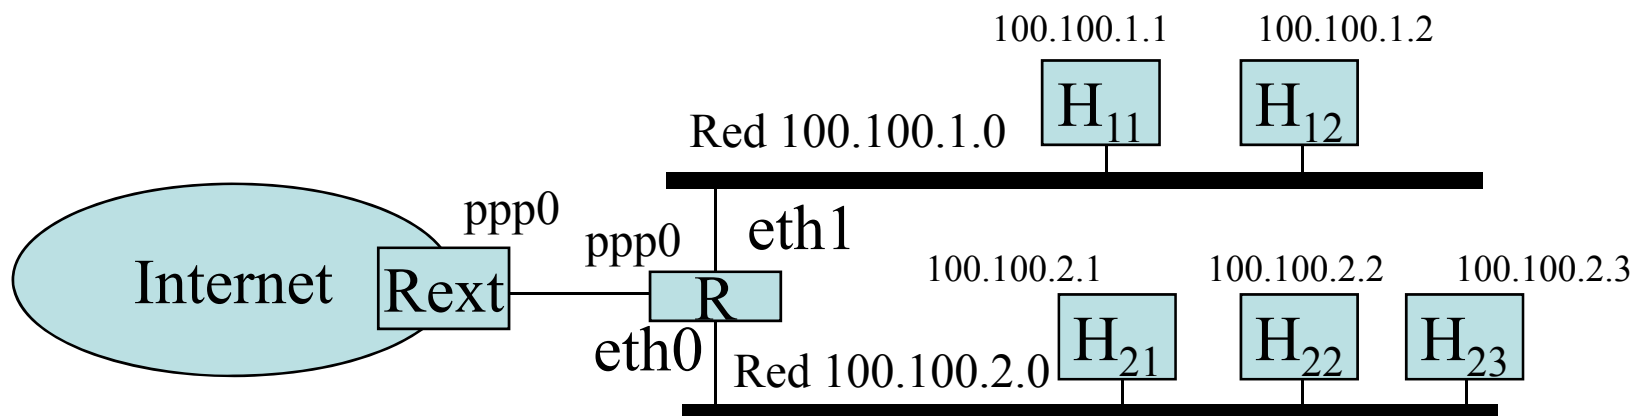 100.100.1.1
100.100.1.2
H11
H12
Red 100.100.1.0
ppp0
ppp0
eth1
Internet
Rext
R
100.100.2.1
100.100.2.2
100.100.2.3
eth0
Red 100.100.2.0
H21
H22
H23